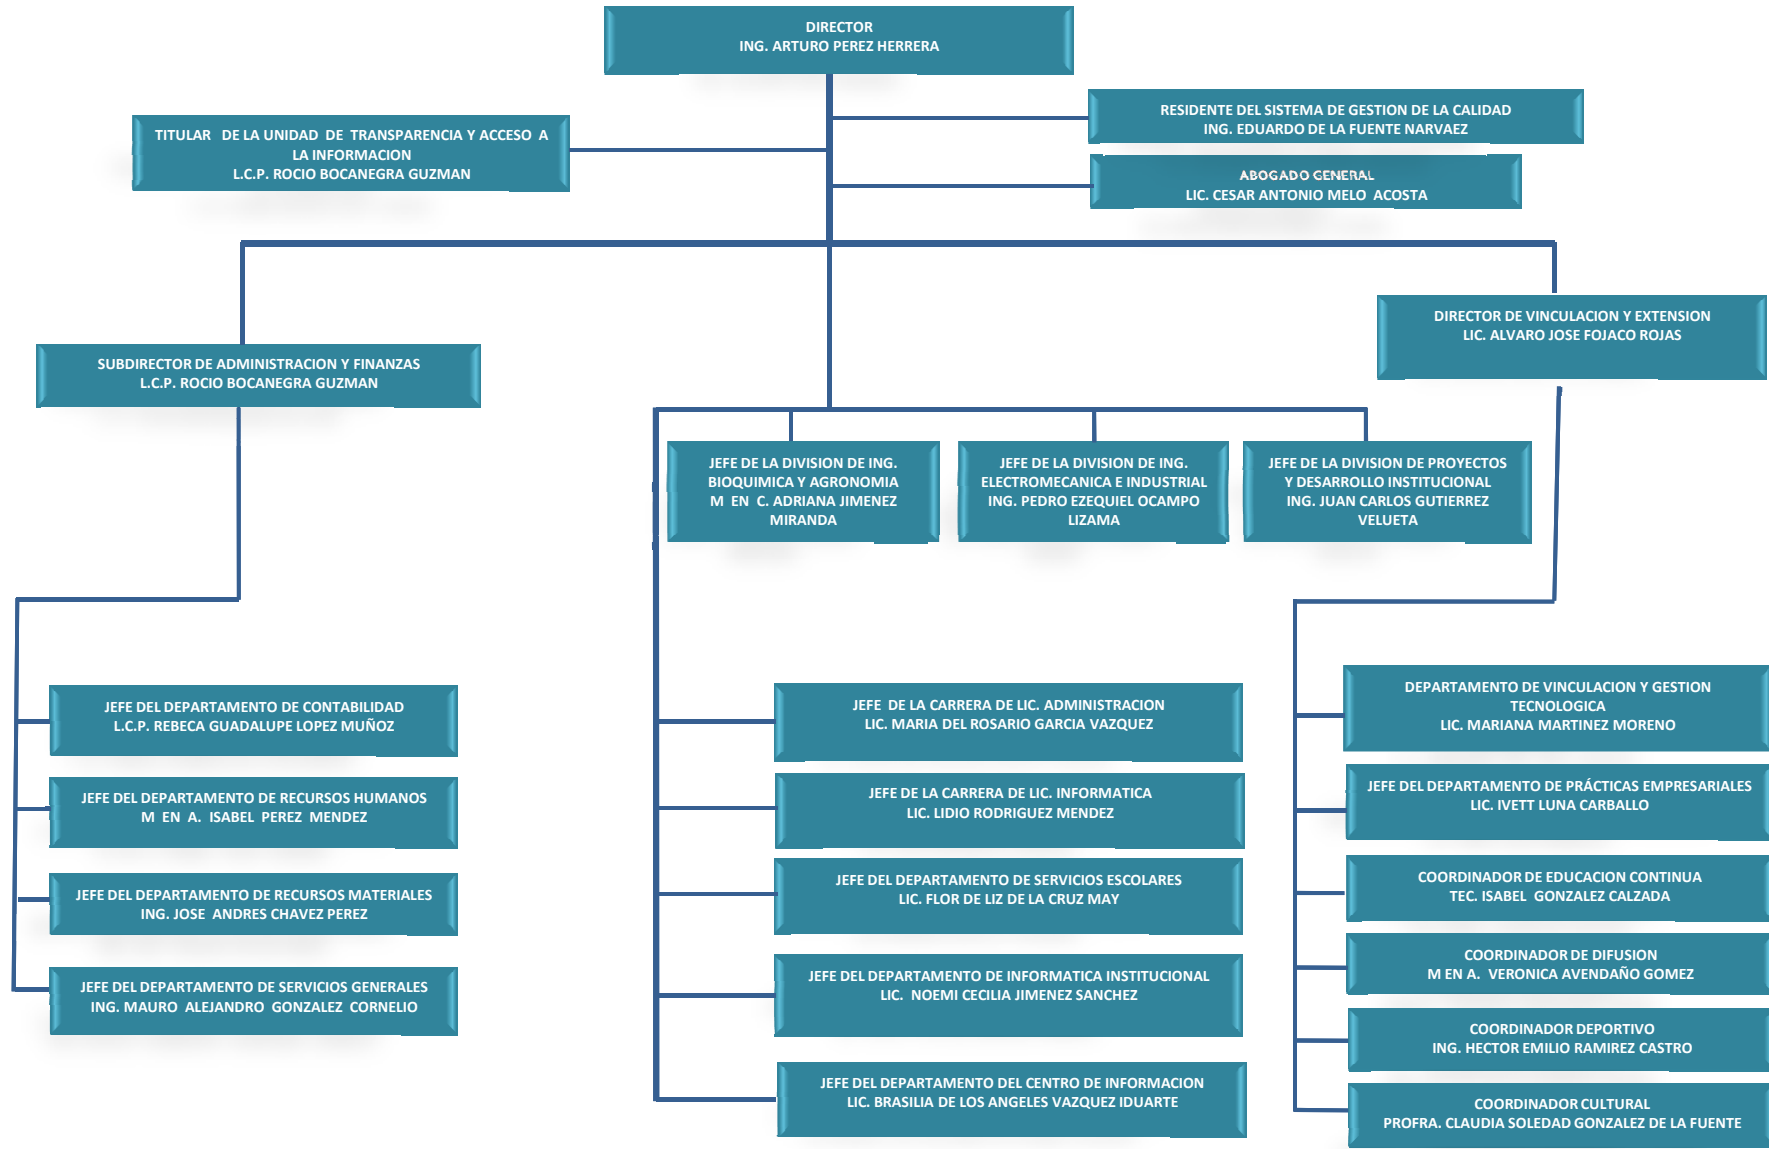 DIRECTOR
ING. ARTURO PEREZ HERRERA
RESIDENTE DEL SISTEMA DE GESTION DE LA CALIDAD
ING. EDUARDO DE LA FUENTE NARVAEZ
TITULAR DE LA UNIDAD DE TRANSPARENCIA Y ACCESO A
LA INFORMACION
L.C.P. ROCIO BOCANEGRA GUZMAN
ABOGADO GENERAL
LIC. CESAR ANTONIO MELO ACOSTA
DIRECTOR DE VINCULACION Y EXTENSION
LIC. ALVARO JOSE FOJACO ROJAS
SUBDIRECTOR DE ADMINISTRACION Y FINANZAS
L.C.P. ROCIO BOCANEGRA GUZMAN
JEFE DE LA DIVISION DE ING.
BIOQUIMICA Y AGRONOMIA
M EN C. ADRIANA JIMENEZ
MIRANDA
JEFE DE LA DIVISION DE ING.
ELECTROMECANICA E INDUSTRIAL
ING. PEDRO EZEQUIEL OCAMPO
LIZAMA
JEFE DE LA DIVISION DE PROYECTOS
Y DESARROLLO INSTITUCIONAL
ING. JUAN CARLOS GUTIERREZ
VELUETA
JEFE DEL DEPARTAMENTO DE CONTABILIDAD
L.C.P. REBECA GUADALUPE LOPEZ MUÑOZ
JEFE DEL DEPARTAMENTO DE RECURSOS HUMANOS
M EN A. ISABEL PEREZ MENDEZ
JEFE DEL DEPARTAMENTO DE RECURSOS MATERIALES
ING. JOSE ANDRES CHAVEZ PEREZ
JEFE DEL DEPARTAMENTO DE SERVICIOS GENERALES
ING. MAURO ALEJANDRO GONZALEZ CORNELIO
JEFE DE LA CARRERA DE LIC. ADMINISTRACION
LIC. MARIA DEL ROSARIO GARCIA VAZQUEZ
JEFE DE LA CARRERA DE LIC. INFORMATICA
LIC. LIDIO RODRIGUEZ MENDEZ
JEFE DEL DEPARTAMENTO DE SERVICIOS ESCOLARES
LIC. FLOR DE LIZ DE LA CRUZ MAY
JEFE DEL DEPARTAMENTO DE INFORMATICA INSTITUCIONAL
LIC. NOEMI CECILIA JIMENEZ SANCHEZ
JEFE DEL DEPARTAMENTO DEL CENTRO DE INFORMACION
LIC. BRASILIA DE LOS ANGELES VAZQUEZ IDUARTE
DEPARTAMENTO DE VINCULACION Y GESTION
TECNOLOGICA
LIC. MARIANA MARTINEZ MORENO
JEFE DEL DEPARTAMENTO DE PRÁCTICAS EMPRESARIALES
LIC. IVETT LUNA CARBALLO
COORDINADOR DE EDUCACION CONTINUA
TEC. ISABEL GONZALEZ CALZADA
COORDINADOR DE DIFUSION
M EN A. VERONICA AVENDAÑO GOMEZ
COORDINADOR DEPORTIVO
ING. HECTOR EMILIO RAMIREZ CASTRO
COORDINADOR CULTURAL
PROFRA. CLAUDIA SOLEDAD GONZALEZ DE LA FUENTE